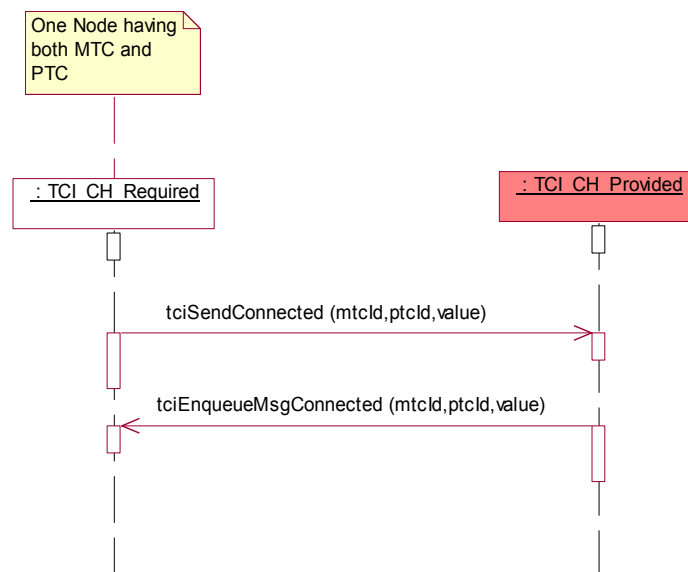 One Node having
both MTC and
PTC
: TCI_CH_Required
: TCI_CH_Provided
tciSendConnected (mtcId,ptcId,value)
tciEnqueueMsgConnected (mtcId,ptcId,value)